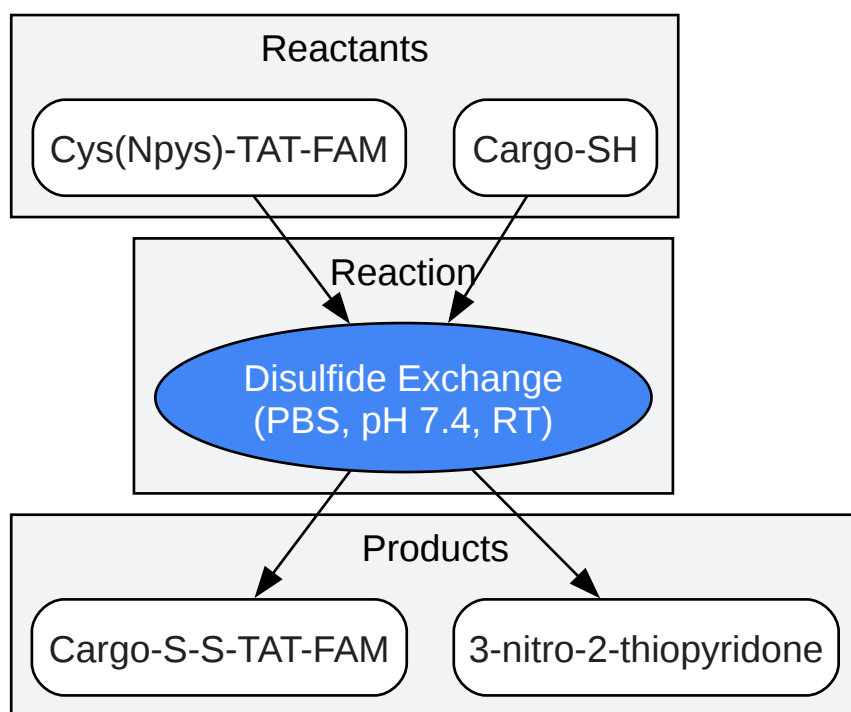 Reactants
Cys(Npys)-TAT-FAM
Cargo-SH
Reaction
Disulfide Exchange
(PBS, pH 7.4, RT)
Products
Cargo-S-S-TAT-FAM
3-nitro-2-thiopyridone